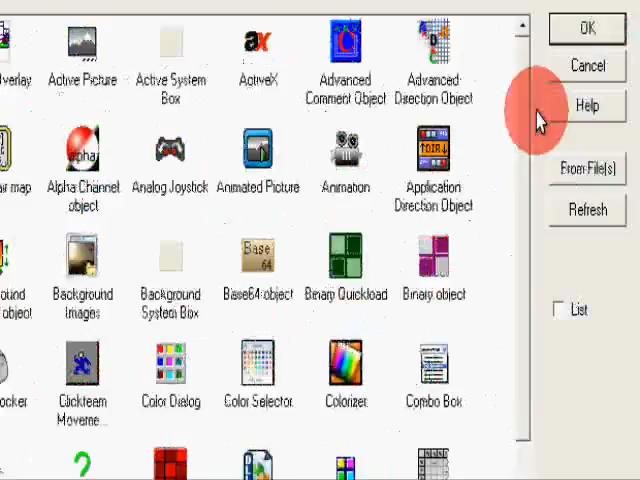 OK
verlay
Active Picture
Active System
Box
ActiveX
Advanced
Comment Object
Advanced
Direction Object
Cancel
Help
ar map
Alpha Channel
object
alpha
Analog Joystick
Animated Picture
Animation
Application
Direction Object
DIR
From File(s)
Refresh
ound
object
Background
Images
Background
System Box
Base
64
Base64 object
Binary Quickload
Binary object
List
ocker
Clickteam
Moveme...
Color Dialog
Color Selector
Colorizer
Combo Box